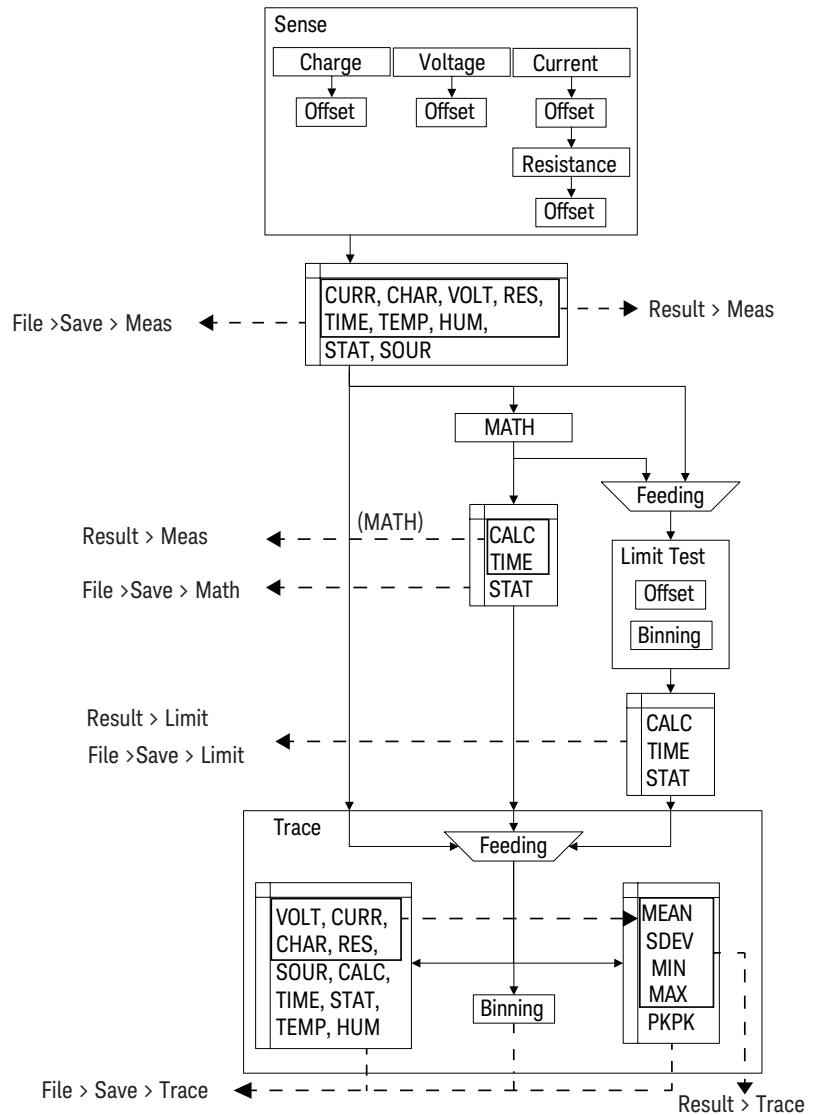 Sense
Charge
Voltage
Current
Offset
Offset
Offset
Resistance
Offset
CURR, CHAR, VOLT, RES,
TIME, TEMP, HUM,
STAT, SOUR
File >Save > Meas
Result > Meas
MATH
Feeding
(MATH)
Result > Meas
CALC
TIME
STAT
File >Save > Math
Limit Test
Offset
Binning
Result > Limit
File >Save > Limit
CALC
TIME
STAT
Trace
Feeding
VOLT, CURR,
CHAR, RES,
SOUR, CALC,
TIME, STAT,
TEMP, HUM
Binning
MEAN
SDEV
MIN
MAX
PKPK
File > Save > Trace
Result > Trace